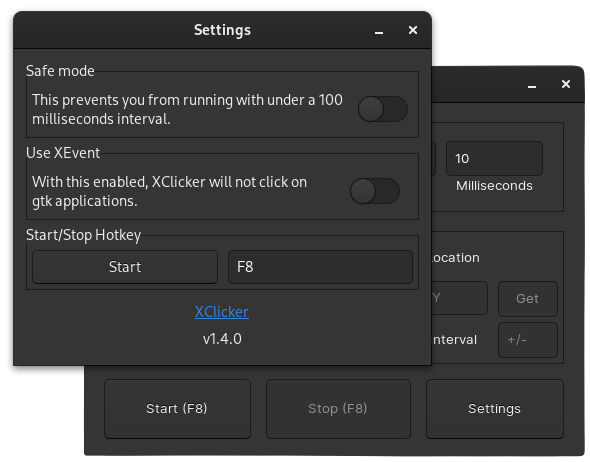 Settings
Safe mode
This prevents you from running with under a 100
milliseconds interval.
Use XEvent
With this enabled, XClicker will not click on
gtk applications.
Start/Stop Hotkey
Start
F8
XClicker
v1.4.0
10
Milliseconds
ocation
Y
Get
nterval
+/-
Start (F8)
Stop (F8)
Settings